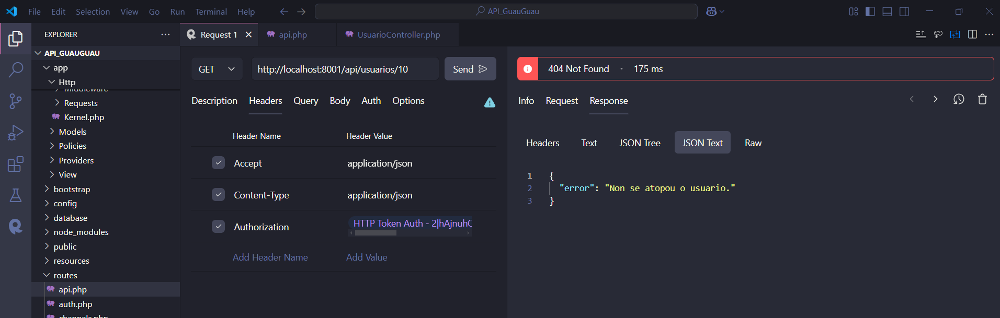 File Edit Selection View Go Run Terminal Help
API_GuauGuau
EXPLORER
Request 1
api.php
UsuarioController.php
API_GUAUGUAU
app
Http
Middleware
Requests
Kernel.php
Models
Policies
Providers
View
bootstrap
config
database
node_modules
public
resources
routes
api.php
auth.php
channels.php
GET
http://localhost:8001/api/usuarios/10
Send
Description Headers Query Body Auth Options
Header Name Header Value
Accept application/json
Content-Type application/json
Authorization HTTP Token Auth - 2|hAjnuhC
Add Header Name Add Value
404 Not Found • 175 ms
Info Request Response
Headers Text JSON Tree JSON Text Raw
1 {
2 "error": "Non se atopou o usuario."
3 }